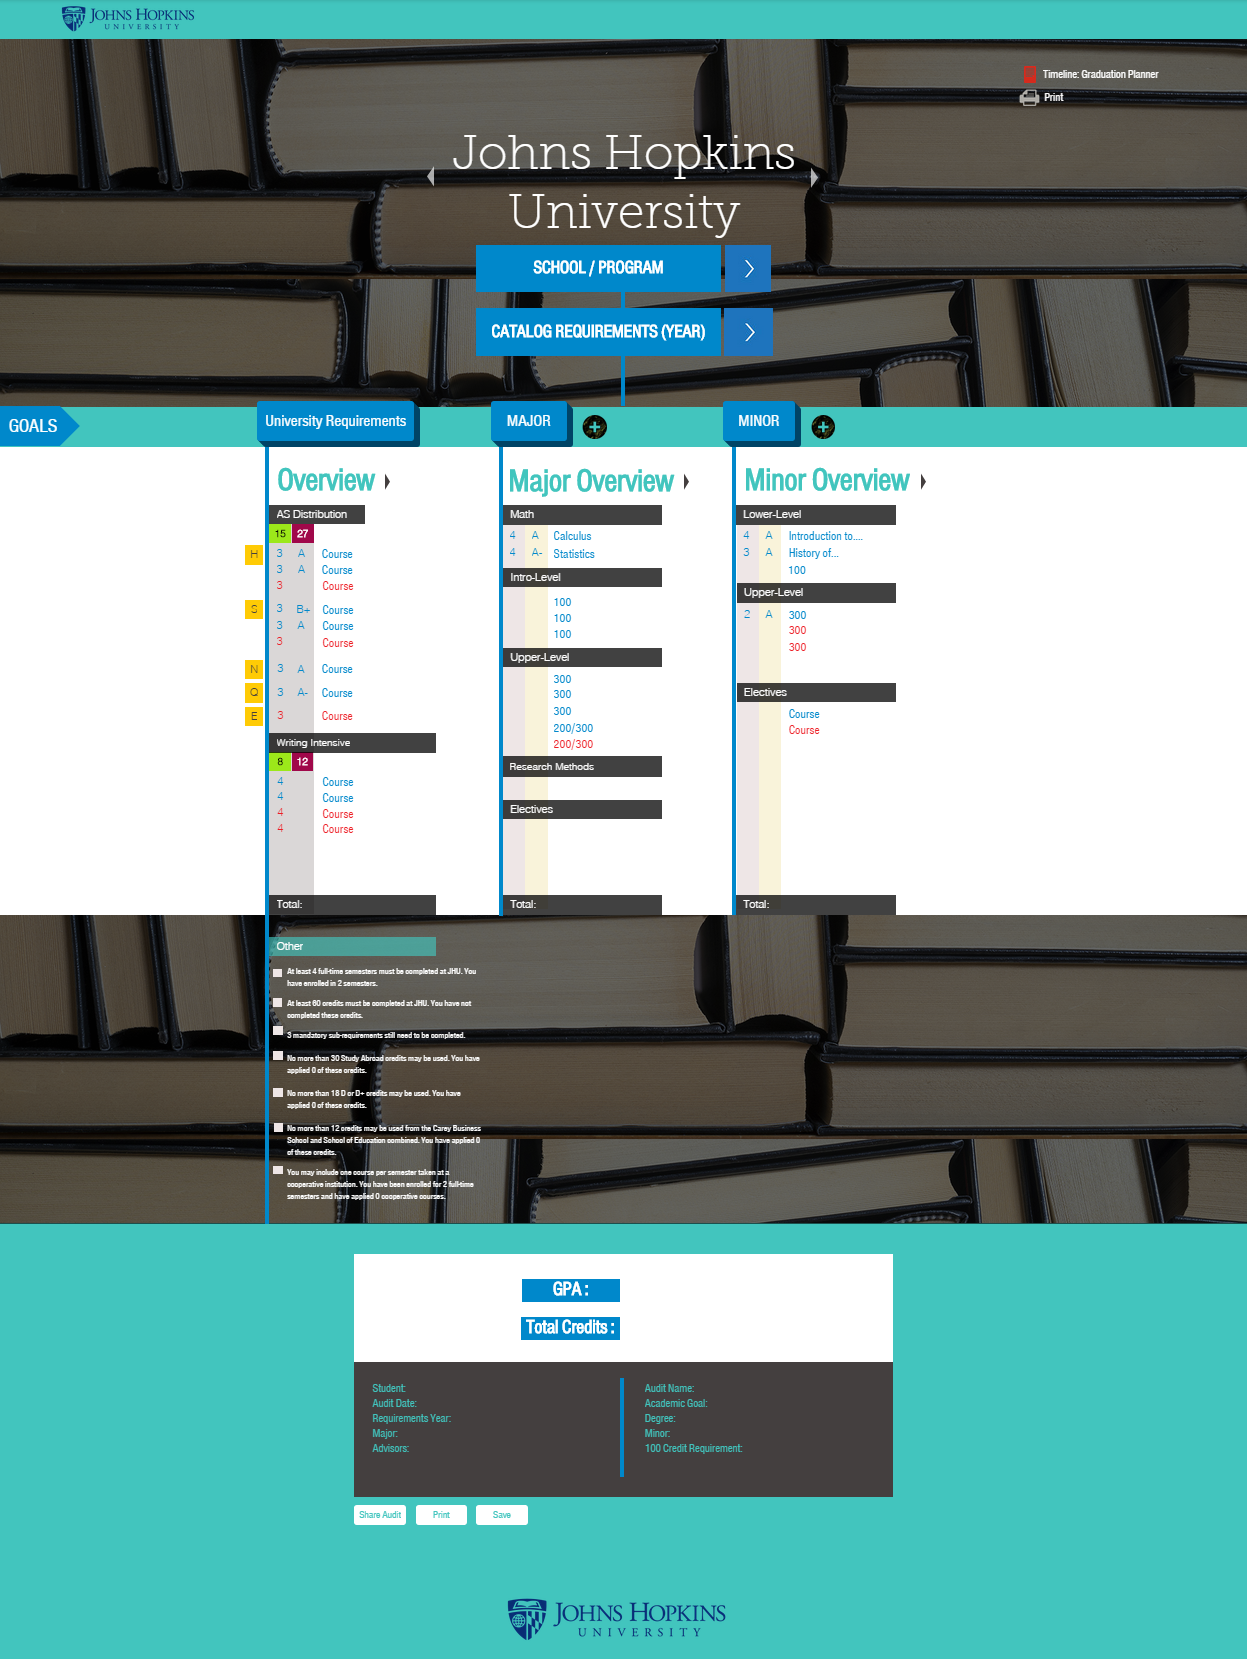 JOHNS HOPKINS
UNIVERSITY
Timeline: Graduation Planner
Print
Johns Hopkins
University
SCHOOL / PROGRAM
CATALOG REQUIREMENTS (YEAR)
GOALS
University Requirements
MAJOR
MINOR
Overview
AS Distribution
15 27
H 3 A Course
3 A Course
3 Course
S 3 B+ Course
3 A Course
3 Course
N 3 A Course
Q 3 A- Course
E 3 Course
Writing Intensive
8 12
4 Course
4 Course
4 Course
4 Course
Total:
Major Overview
Math
4 A Calculus
4 A- Statistics
Intro-Level
100
100
100
Upper-Level
300
300
300
200/300
200/300
Research Methods
Electives
Total:
Minor Overview
Lower-Level
4 A Introduction to....
3 A History of...
100
Upper-Level
2 A 300
300
300
Electives
Course
Course
Total:
Other
At least 4 full-time semesters must be completed at JHU. You
have enrolled in 2 semesters.
At least 60 credits must be completed at JHU. You have not
completed these credits.
3 mandatory sub-requirements still need to be completed.
No more than 30 Study Abroad credits may be used. You have
applied 0 of these credits.
No more than 18 D or D+ credits may be used. You have
applied 0 of these credits.
No more than 12 credits may be used from the Carey Business
School and School of Education combined. You have applied 0
of these credits.
You may include one course per semester taken at a
cooperative institution. You have been enrolled for 2 full-time
semesters and have applied 0 cooperative courses.
GPA :
Total Credits :
Student:
Audit Date:
Requirements Year:
Major:
Advisors:
Audit Name:
Academic Goal:
Degree:
Minor:
100 Credit Requirement:
Share Audit
Print
Save
JOHNS HOPKINS
UNIVERSITY